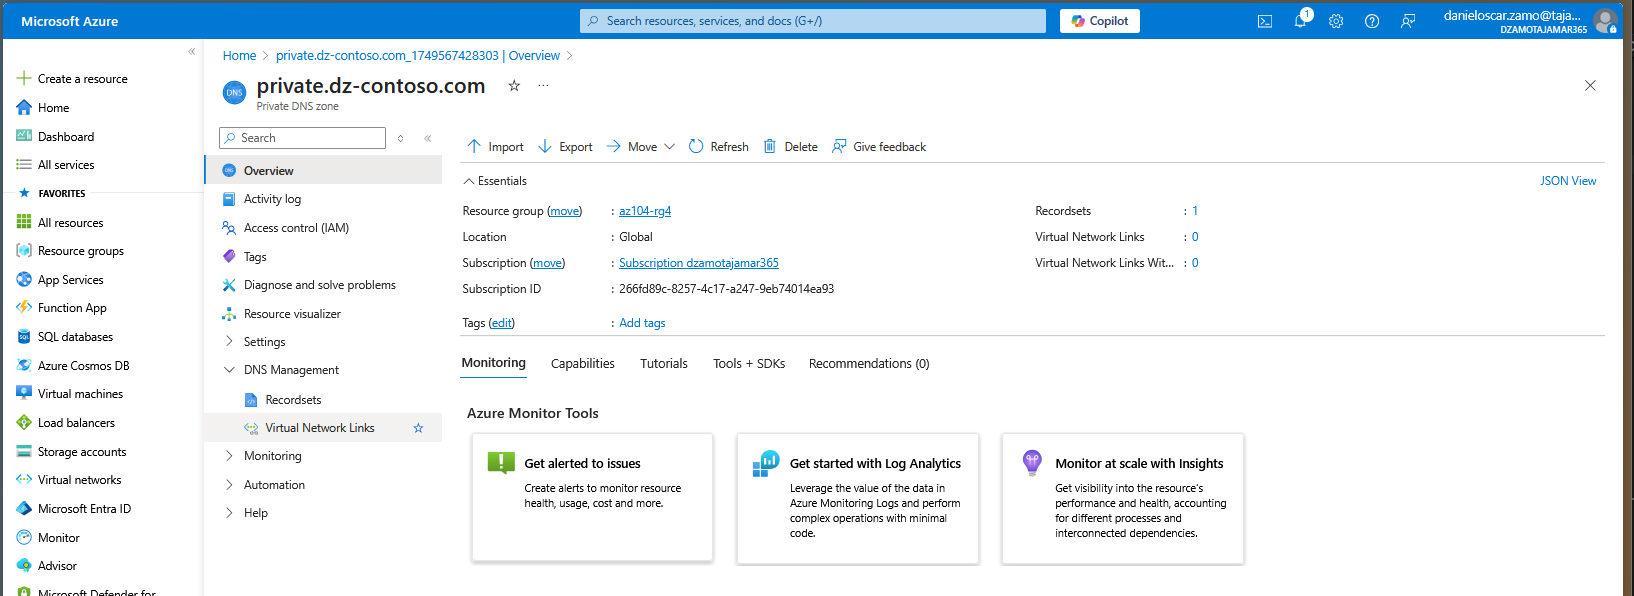 Microsoft Azure
Search resources, services, and docs (G+/)
Copilot
1
danieloscar.zamo@taja...
DZAMOTAJAMAR365
Create a resource
Home
Dashboard
All services
FAVORITES
All resources
Resource groups
App Services
Function App
SQL databases
Azure Cosmos DB
Virtual machines
Load balancers
Storage accounts
Virtual networks
Microsoft Entra ID
Monitor
Advisor
Microsoft Defender for
Home > private.dz-contoso.com_1749567428303 | Overview >
DNS
private.dz-contoso.com
Private DNS zone
Search
Overview
Activity log
Access control (IAM)
Tags
Diagnose and solve problems
Resource visualizer
Settings
DNS Management
Recordsets
Virtual Network Links
Monitoring
Automation
Help
Import Export Move Refresh Delete Give feedback
Essentials
JSON View
Resource group (move) : az104-rg4
Location : Global
Subscription (move) : Subscription dzamotajamar365
Subscription ID : 266fd89c-8257-4c17-a247-9eb74014ea93
Tags (edit) : Add tags
Recordsets : 1
Virtual Network Links : 0
Virtual Network Links Wit... : 0
Monitoring Capabilities Tutorials Tools + SDKs Recommendations (0)
Azure Monitor Tools
Get alerted to issues
Create alerts to monitor resource
health, usage, cost and more.
Get started with Log Analytics
Leverage the value of the data in
Azure Monitoring Logs and perform
complex operations with minimal
code.
Monitor at scale with Insights
Get visibility into the resource's
performance and health, accounting
for different processes and
interconnected dependencies.